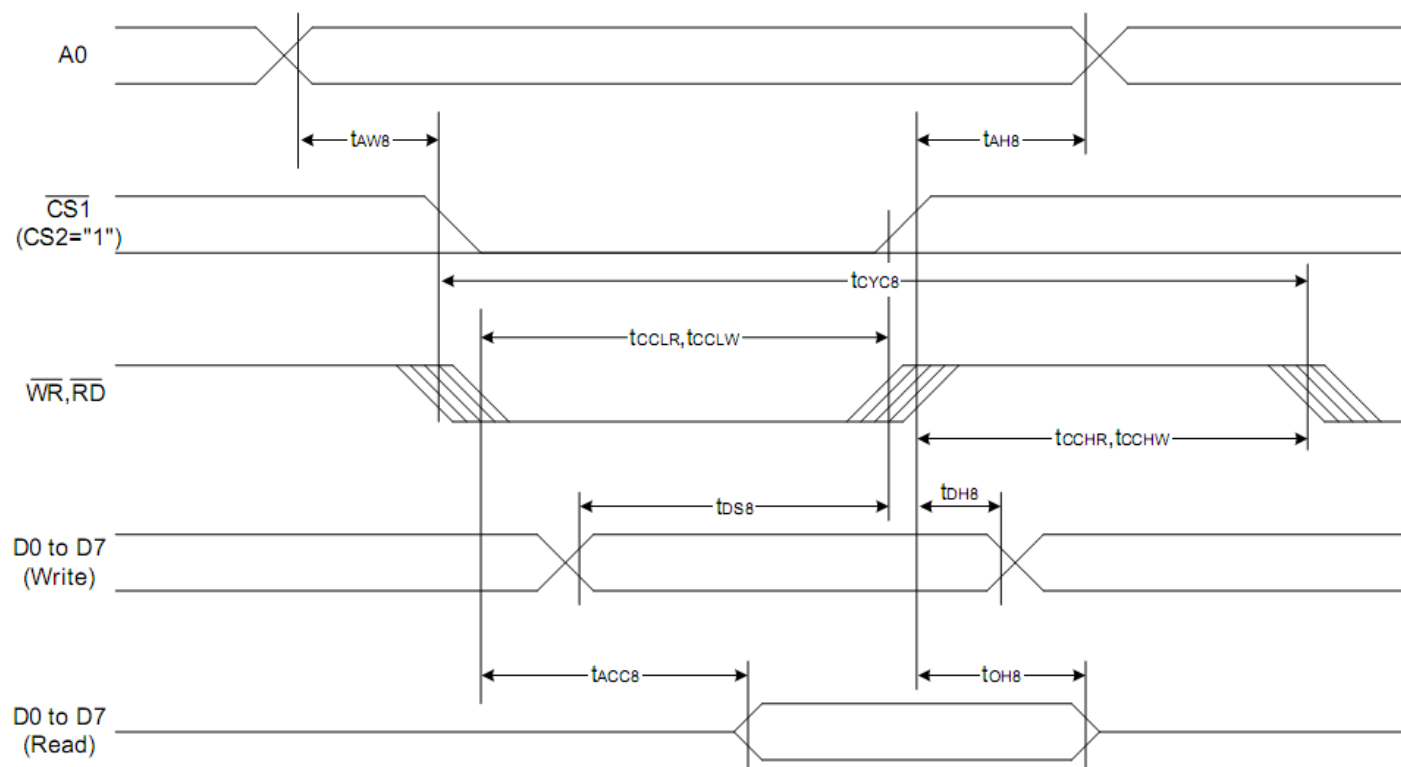 A0
tAW8
tAH8
CS1
(CS2="1")
tCYC8
tCCLR,tCCLW
WR,RD
tCCHR,tCCHW
tDS8
tDH8
D0 to D7
(Write)
tACC8
tOH8
D0 to D7
(Read)